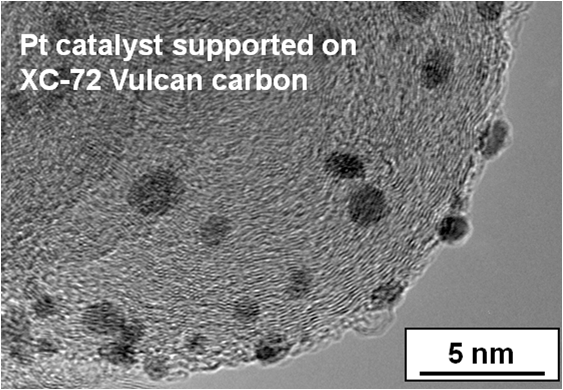 Pt catalyst supported on
XC-72 Vulcan carbon
5 nm